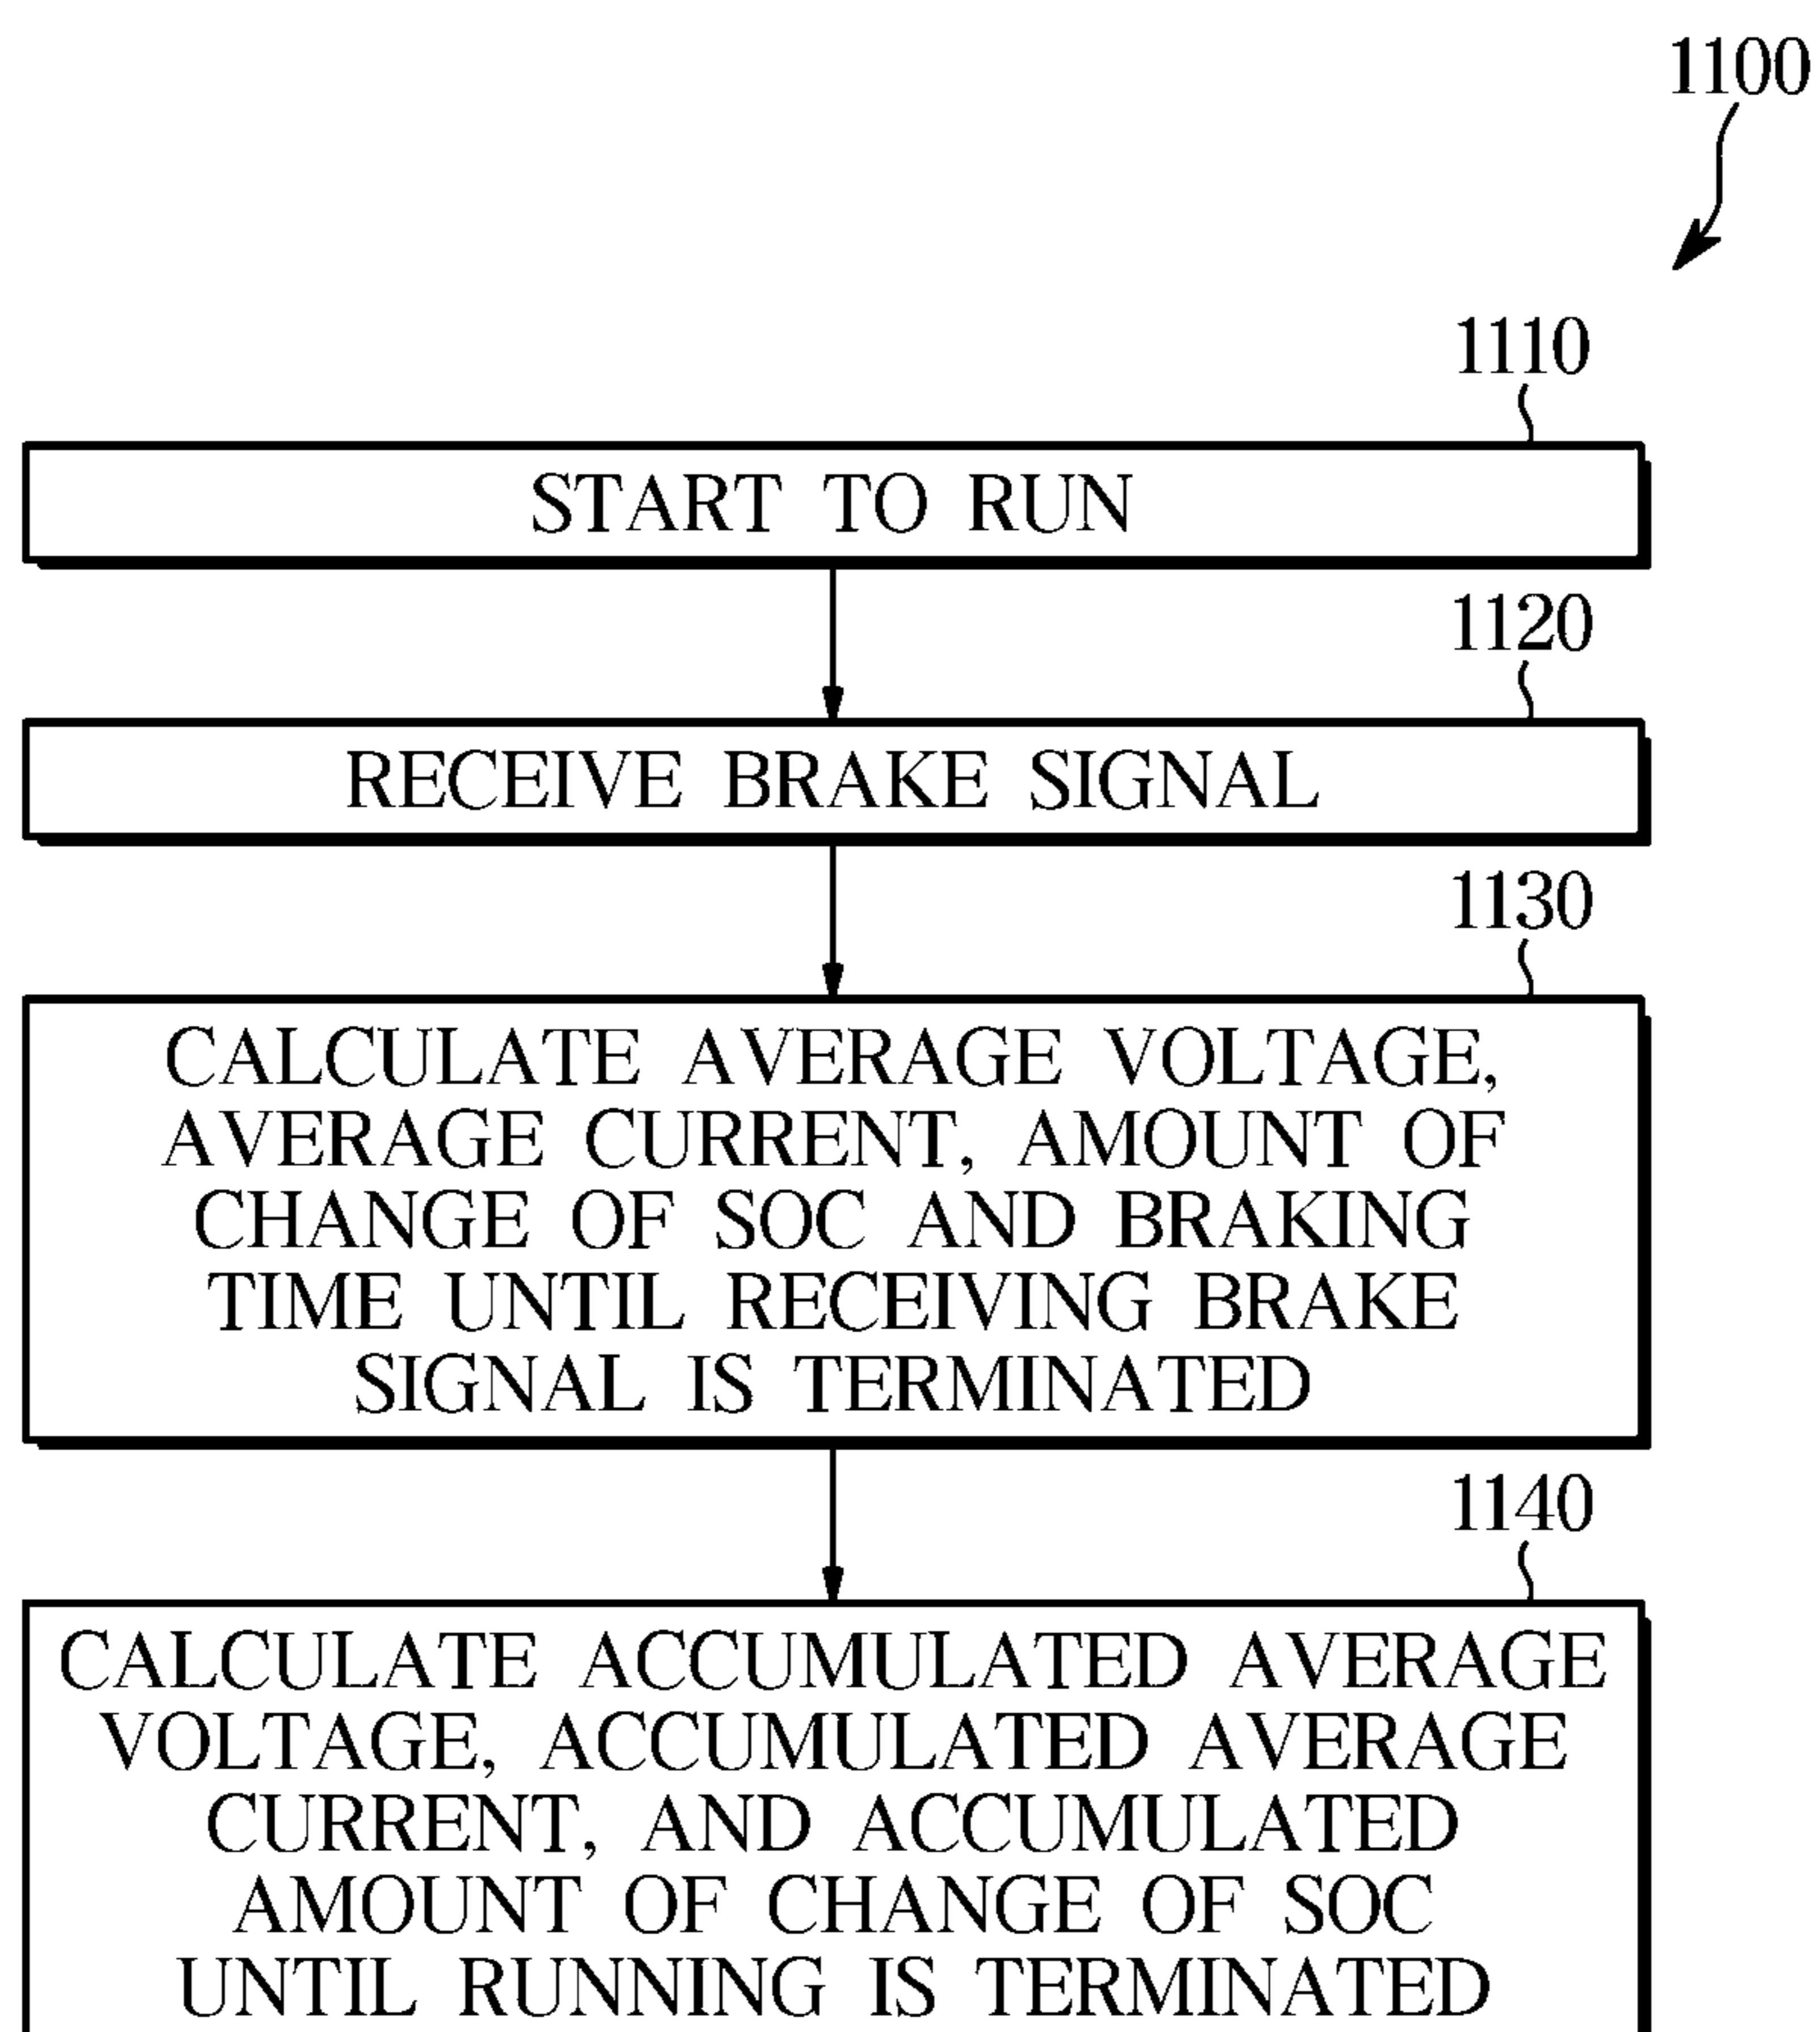 1100
1110
START TO RUN
1120
RECEIVE BRAKE SIGNAL
1130
CALCULATE AVERAGE VOLTAGE,
AVERAGE CURRENT, AMOUNT OF
CHANGE OF SOC AND BRAKING
TIME UNTIL RECEIVING BRAKE
SIGNAL IS TERMINATED
1140
CALCULATE ACCUMULATED AVERAGE
VOLTAGE, ACCUMULATED AVERAGE
CURRENT, AND ACCUMULATED
AMOUNT OF CHANGE OF SOC
UNTIL RUNNING IS TERMINATED